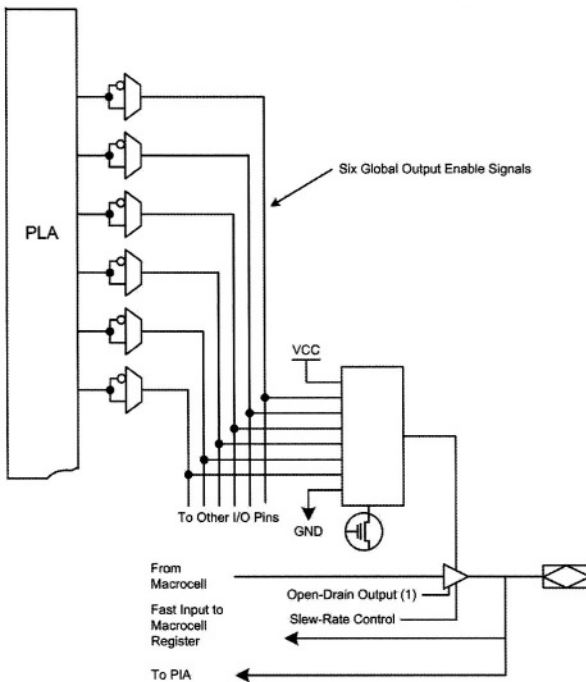 PLA
Six Global Output Enable Signals
VCC
To Other I/O Pins
GND
From
Macrocell
Open-Drain Output (1)
Fast Input to
Macrocell
Register
Slew-Rate Control
To PIA